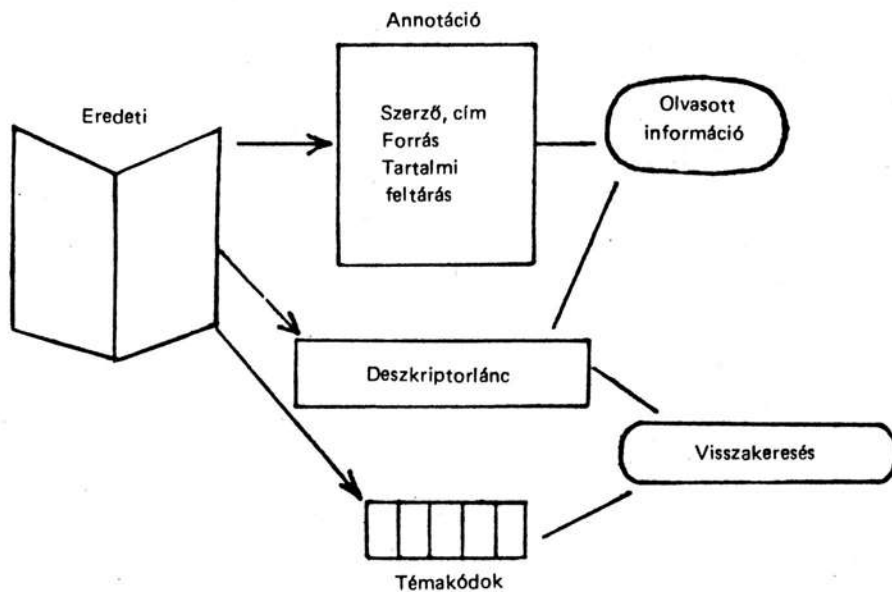 Annotáció
Eredeti
Szerző, cím
Forrás
Tartalmi
feltárás
Olvasott
információ
Deszkriptorlánc
Visszakeresés
Témakódok